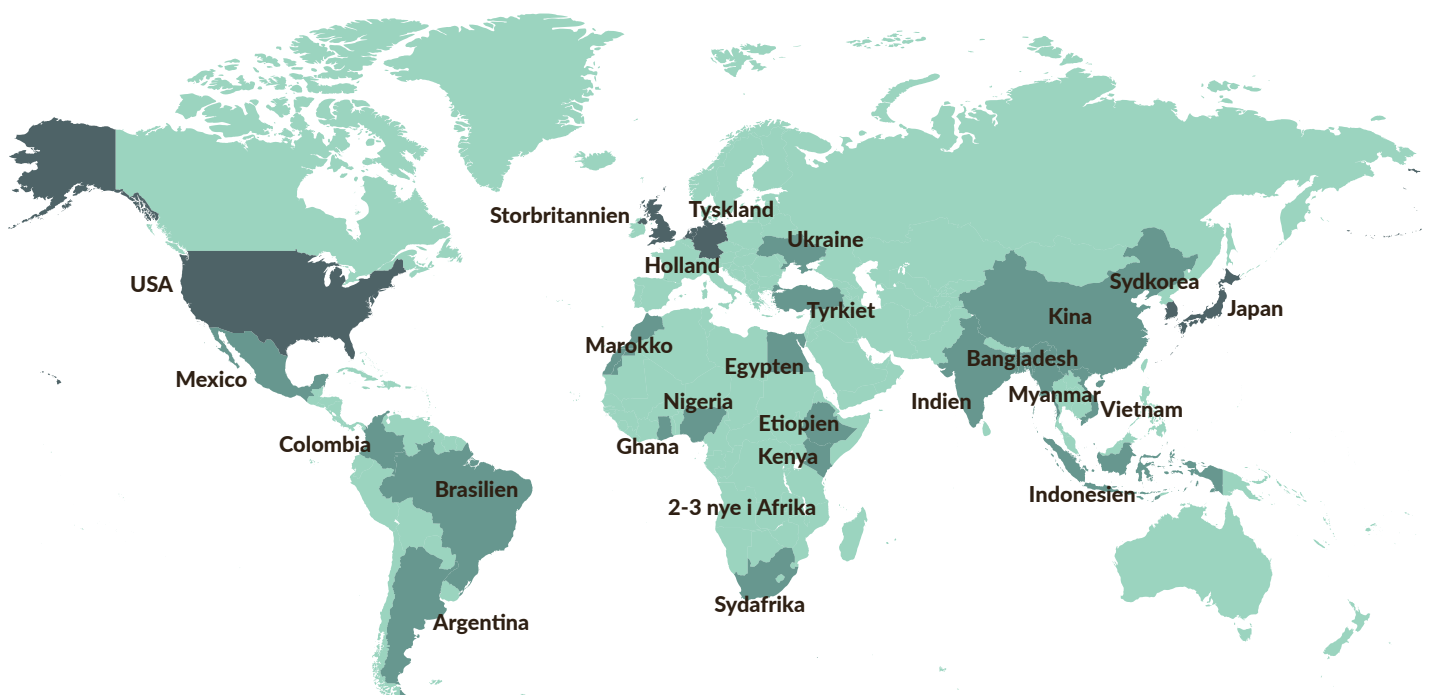 Storbritannien
Tyskland
Ukraine
Holland
USA
Sydkorea
Japan
Tyrkiet
Kina
Marokko
Egypten
Bangladesh
Mexico
Nigeria
Indien
Myanmar
Vietnam
Etiopien
Colombia
Ghana
Kenya
Brasilien
Indonesien
2-3 nye i Afrika
Sydafrika
Argentina